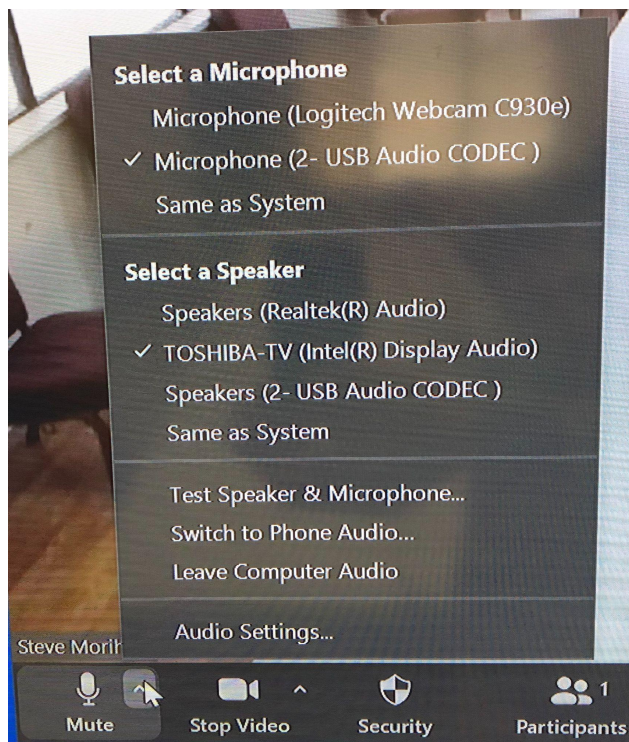 Select a Microphone
Microphone (Logitech Webcam C930e)
Microphone (2- USB Audio CODEC )
Same as System
Select a Speaker
Speakers (Realtek(R) Audio)
TOSHIBA-TV (Intel(R) Display Audio)
Speakers (2- USB Audio CODEC )
Same as System
Test Speaker & Microphone...
Switch to Phone Audio...
Leave Computer Audio
Audio Settings...
Steve
1
Mute Stop Video Security Participants